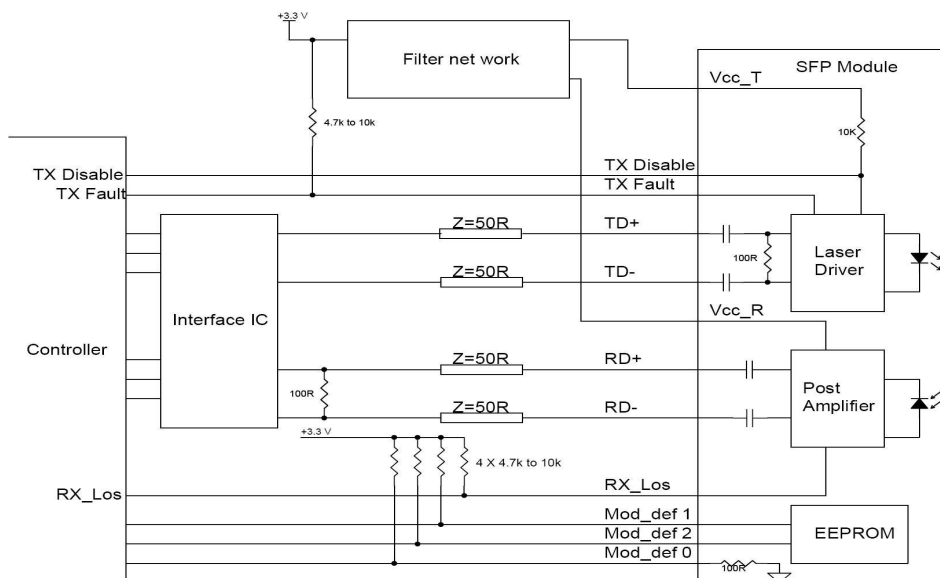 +3.3 V
Filter net work
SFP Module
Vcc_T
4.7k to 10k
10K
TX Disable
TX Disable
TX Fault
TX Fault
Z=50R
TD+
Laser
Driver
100R
Z=50R
TD-
Interface IC
Vcc_R
Controller
Z=50R
RD+
100R
Post
Amplifier
Z=50R
RD-
+3.3 V
4 X 4.7k to 10k
RX_Los
RX_Los
Mod_def 1
Mod_def 2
EEPROM
Mod_def 0
100R